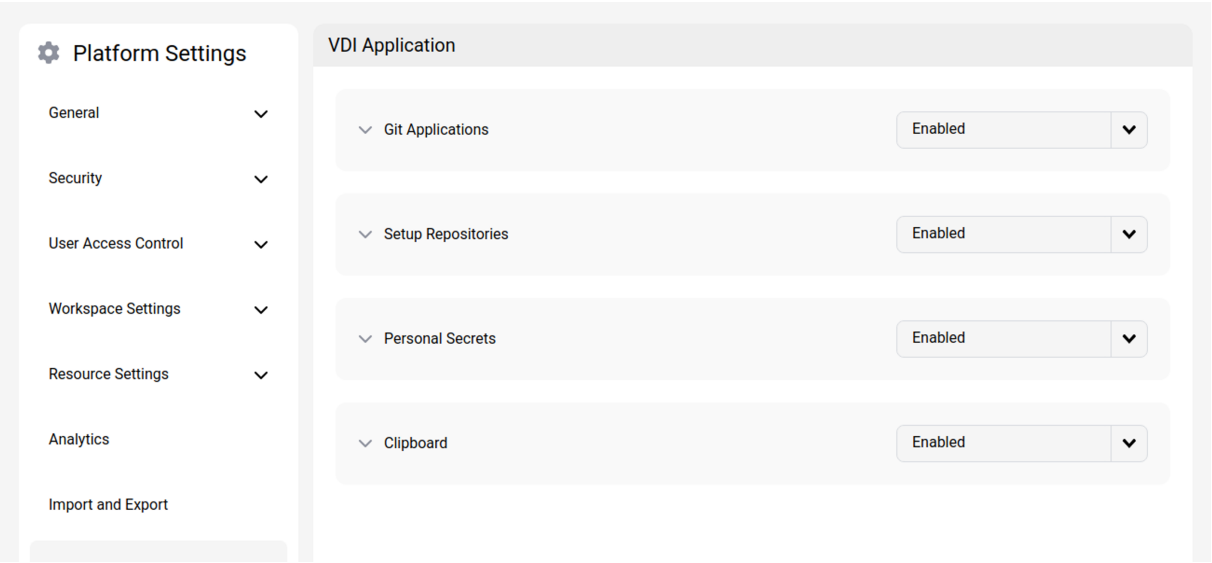 Platform Settings
General
Security
User Access Control
Workspace Settings
Resource Settings
Analytics
Import and Export
VDI Application
Git Applications
Enabled
Setup Repositories
Enabled
Personal Secrets
Enabled
Clipboard
Enabled